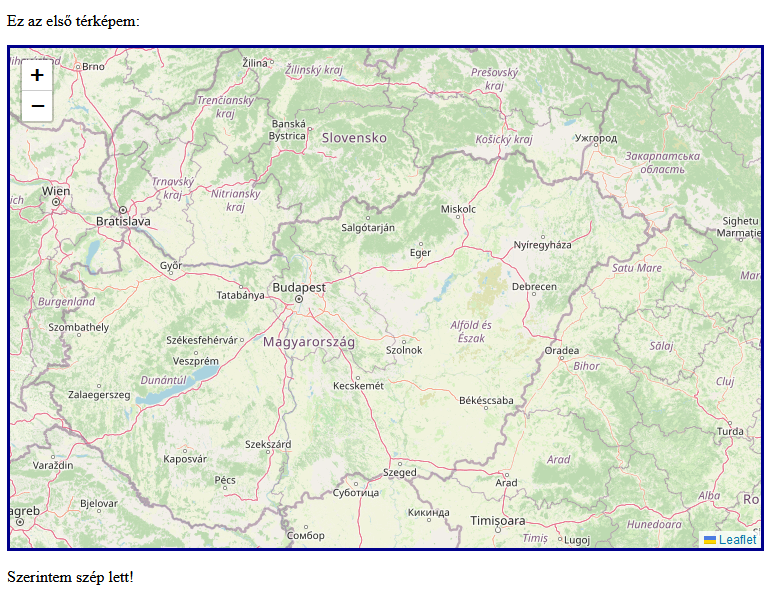 Ez az első térképem:
+
−
Brno
Žilina
Žilinský kraj
Prešovský
kraj
Trenčiansky
kraj
Banská
Bystrica
Slovensko
Košický kraj
Ужгород
Закарпатська
область
Wien
Trnavský
kraj
Nitriansky
kraj
Bratislava
Miskolc
Salgótarján
Sighetu
Marmație
Eger
Nyíregyháza
Győr
Satu Mare
Budapest
Tatabánya
Debrecen
Burgenland
Szombathely
Alföld és
Észak
Székesfehérvár
Magyarország
Szolnok
Oradea
Sălaj
Veszprém
Bihor
Dunántúl
Kecskemét
Cluj
Zalaegerszeg
Békéscsaba
Turda
Szekszárd
Kaposvár
Arad
Varaždin
Szeged
Pécs
Arad
Суботица
Alba
Bjelovar
agreb
Кикинда
Timișoara
Hunedoara
Сомбор
Timiș
Lugoj
Leaflet
Szerintem szép lett!